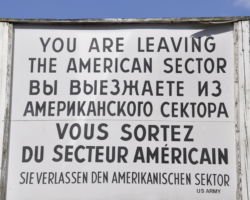 YOU ARE LEAVING
THE AMERICAN SECTOR
ВЫ ВЫЕЗЖАЕТЕ ИЗ
АМЕРИКАНСКОГО СЕКТОРА
VOUS SORTEZ
DU SECTEUR AMÉRICAIN
SIE VERLASSEN DEN AMERIKANISCHEN SEKTOR
US ARMY